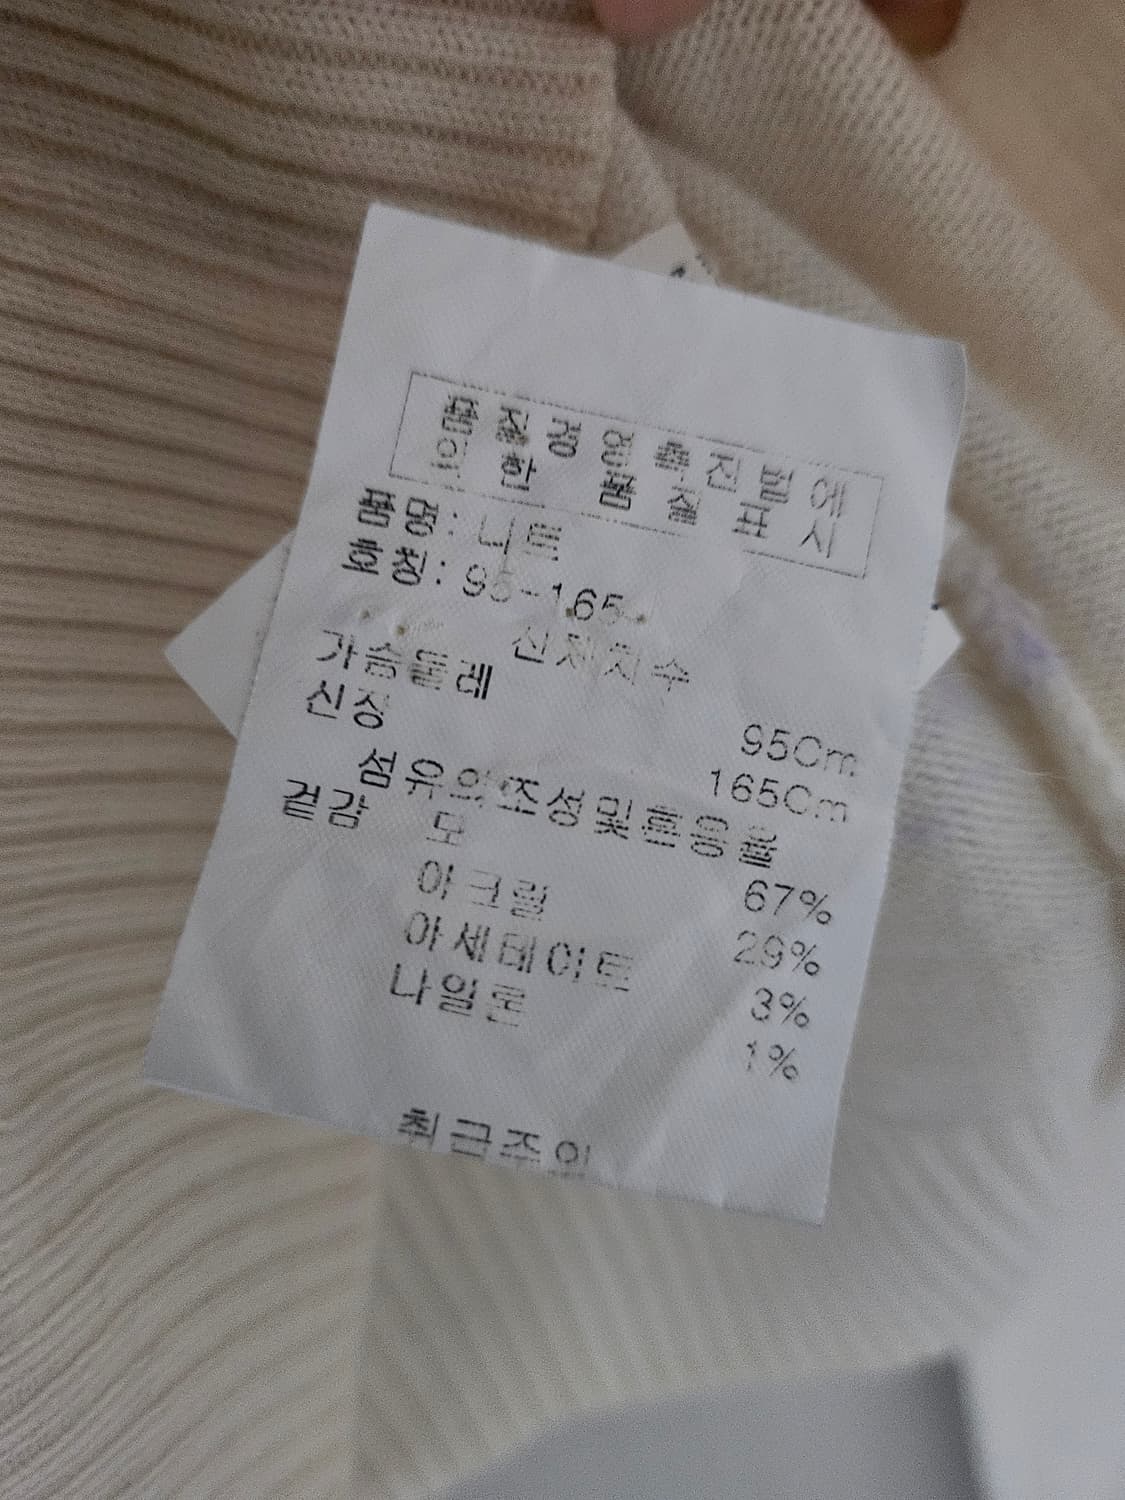 품질경영촉진법에
의한 품질표시
품명: 니트
호칭: 95-165-
신체치수
가슴둘레 95Cm
신장 165Cm
섬유의조성및혼용율
겉감 모 67%
아크릴 29%
아세테이트 3%
나일론 1%
취급주의